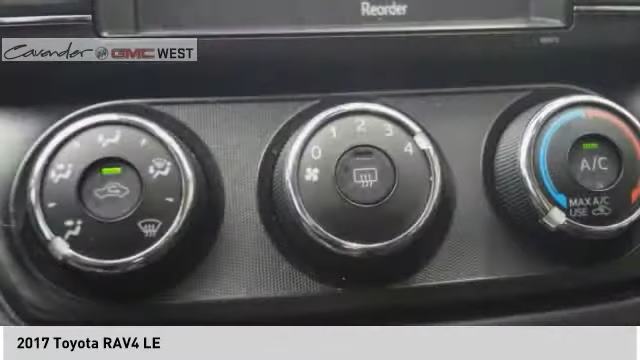 Reorder
Cavender GMC WEST
0 1 2 3 4
A/C
MAX A/C
USE
2017 Toyota RAV4 LE